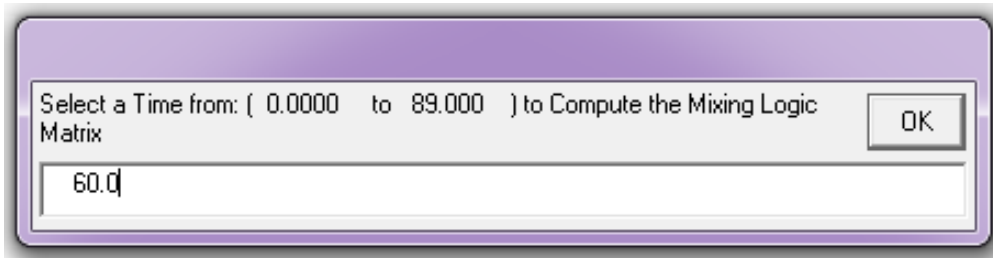 Select a Time from: ( 0.0000 to 89.000 ) to Compute the Mixing Logic
Matrix
OK
60.0